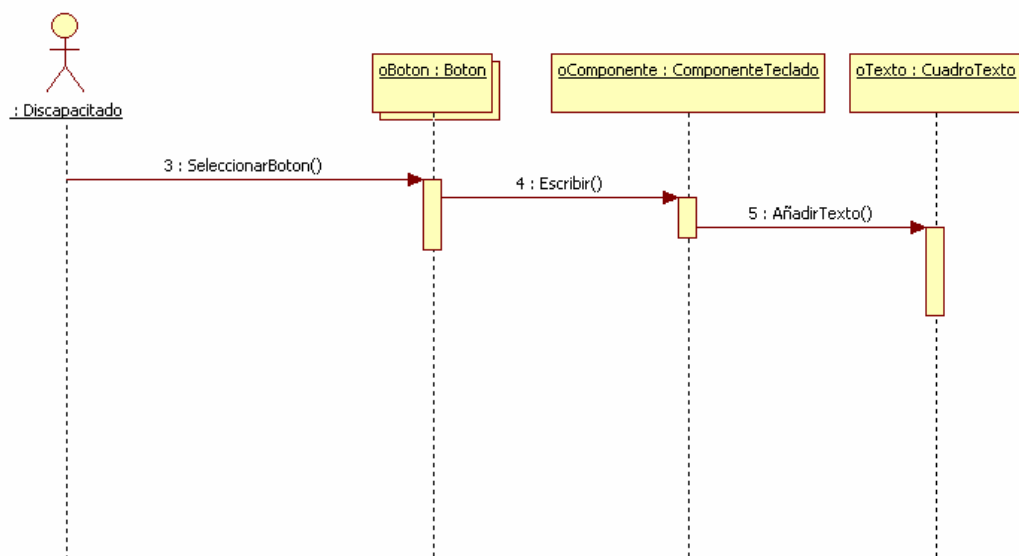 : Discapacitado
oBoton : Boton
oComponente : ComponenteTeclado
oTexto : CuadroTexto
3 : SeleccionarBoton()
4 : Escribir()
5 : AñadirTexto()